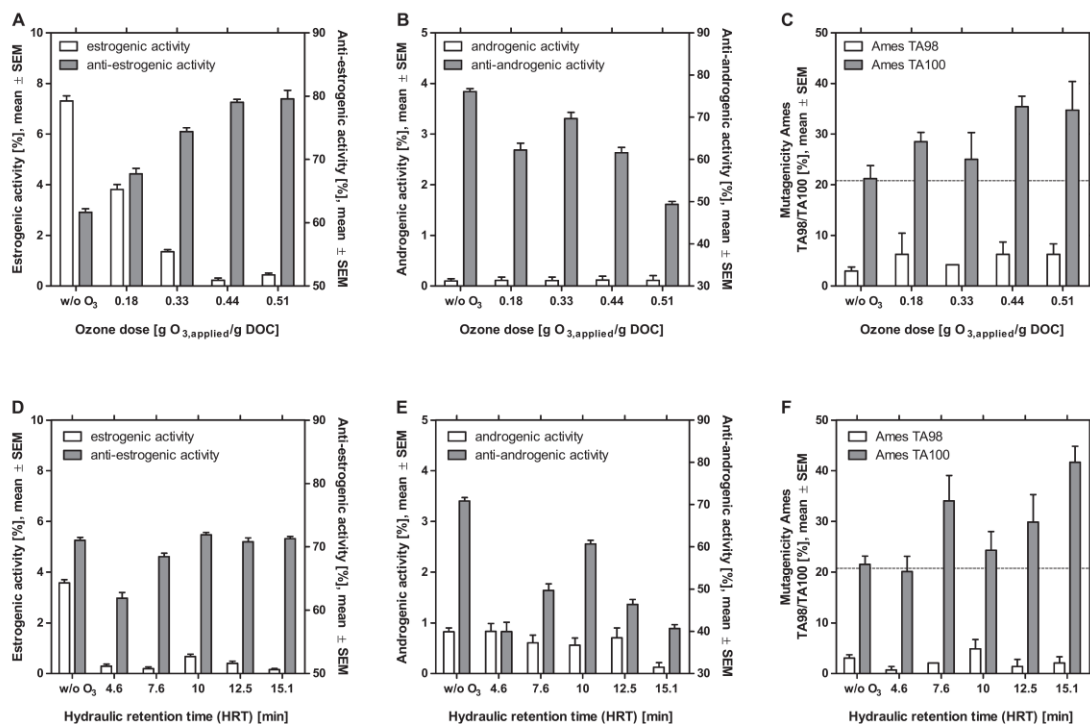 A
Estrogenic activity [%], mean ± SEM
10
8
6
4
2
0
estrogenic activity
anti-estrogenic activity
90
80
70
60
50
Anti-estrogenic activity [%], mean ± SEM
w/o O3 0.18 0.33 0.44 0.51
Ozone dose [g O3,applied/g DOC]
B
Androgenic activity [%], mean ± SEM
5
4
3
2
1
0
androgenic activity
anti-androgenic activity
90
80
70
60
50
40
30
Anti-androgenic activity [%], mean ± SEM
w/o O3 0.18 0.33 0.44 0.51
Ozone dose [g O3,applied/g DOC]
C
Mutagenicity Ames
TA98/TA100 [%], mean ± SEM
50
40
30
20
10
0
Ames TA98
Ames TA100
w/o O3 0.18 0.33 0.44 0.51
Ozone dose [g O3,applied/g DOC]
D
Estrogenic activity [%], mean ± SEM
10
8
6
4
2
0
estrogenic activity
anti-estrogenic activity
90
80
70
60
50
Anti-estrogenic activity [%], mean ± SEM
w/o O3 4.6 7.6 10 12.5 15.1
Hydraulic retention time (HRT) [min]
E
Androgenic activity [%], mean ± SEM
5
4
3
2
1
0
androgenic activity
anti-androgenic activity
90
80
70
60
50
40
30
Anti-androgenic activity [%], mean ± SEM
w/o O3 4.6 7.6 10 12.5 15.1
Hydraulic retention time (HRT) [min]
F
Mutagenicity Ames
TA98/TA100 [%], mean ± SEM
50
40
30
20
10
0
Ames TA98
Ames TA100
w/o O3 4.6 7.6 10 12.5 15.1
Hydraulic retention time (HRT) [min]